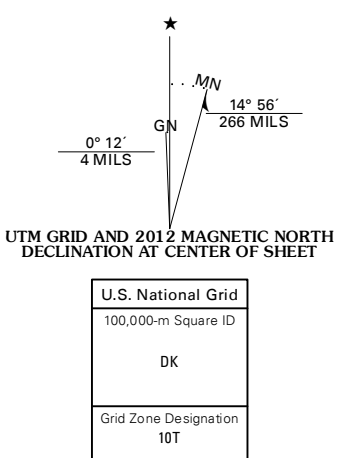 ★
MN
GN
14° 56´
266 MILS
0° 12´
4 MILS
UTM GRID AND 2012 MAGNETIC NORTH
DECLINATION AT CENTER OF SHEET
U.S. National Grid
100,000-m Square ID
DK
Grid Zone Designation
10T